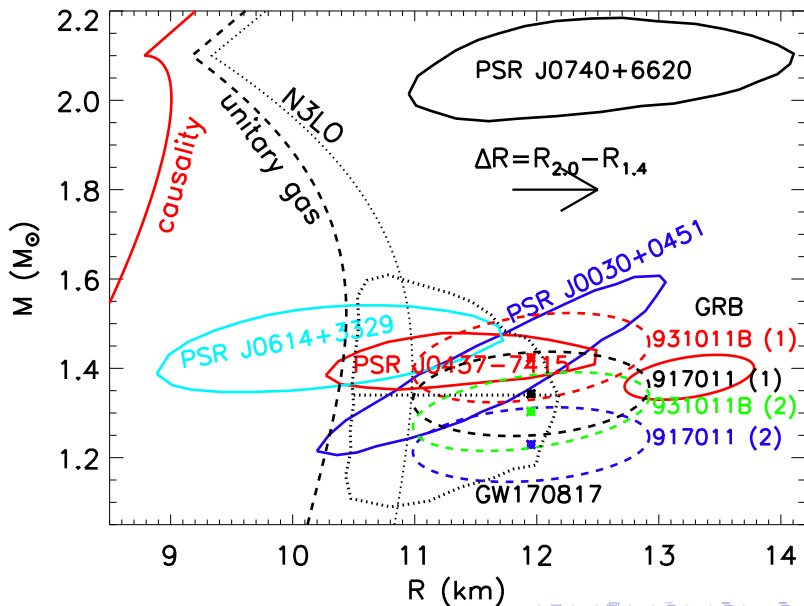 2.2
2.0
1.8
1.6
1.4
1.2
M (M⊙)
PSR J0740+6620
N3LO
unitary gas
causality
ΔR=R2.0−R1.4
PSR J0030+0451
GRB
PSR J0614+3329
PSR J0437−7415
931011B (1)
917011 (1)
931011B (2)
917011 (2)
GW170817
9
10
11
12
13
14
R (km)